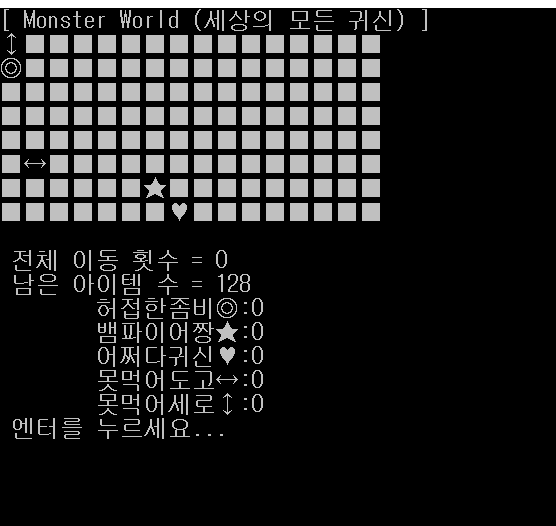 [ Monster World (세상의 모든 귀신) ]
↕■■■■■■■■■■■■■■■
◎■■■■■■■■■■■■■■■
■■■■■■■■■■■■■■■■
■■■■■■■■■■■■■■■■
■■■■■■■■■■■■■■■■
■↔■■■■■■■■■■■■■■
■■■■■■★■■■■■■■■■
■■■■■■■♥■■■■■■■■
전체 이동 횟수 = 0
남은 아이템 수 = 128
허접한좀비◎:0
뱀파이어짱★:0
어쩌다귀신♥:0
못먹어도고↔:0
못먹어세로↕:0
엔터를 누르세요...